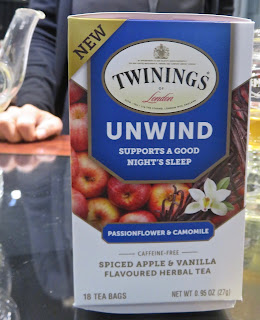 NEW
TWININGS
OF
London
UNWIND
SUPPORTS A GOOD
NIGHT'S SLEEP
PASSIONFLOWER & CAMOMILE
CAFFEINE-FREE
SPICED APPLE & VANILLA
FLAVOURED HERBAL TEA
18 TEA BAGS
NET WT 0.95 OZ (27g)